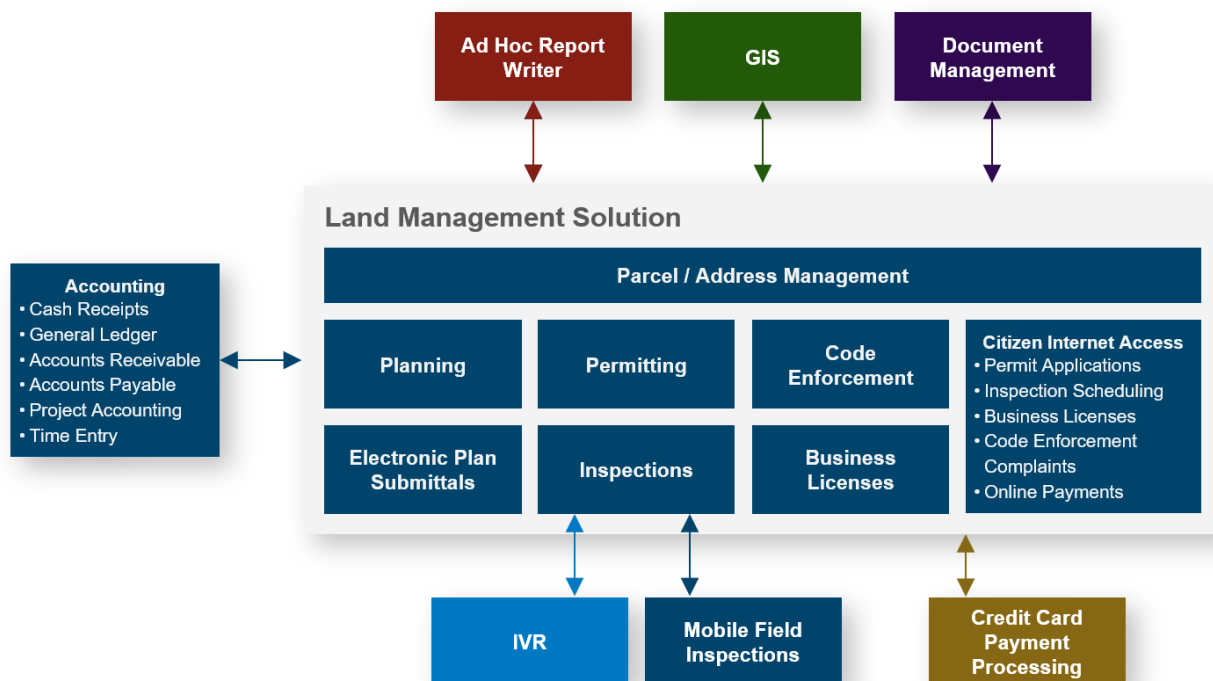 Ad Hoc Report
Writer
GIS
Document
Management
Land Management Solution
Parcel / Address Management
Accounting
• Cash Receipts
• General Ledger
• Accounts Receivable
• Accounts Payable
• Project Accounting
• Time Entry
Planning
Permitting
Code
Enforcement
Citizen Internet Access
• Permit Applications
• Inspection Scheduling
• Business Licenses
• Code Enforcement
Complaints
• Online Payments
Electronic Plan
Submittals
Inspections
Business
Licenses
IVR
Mobile Field
Inspections
Credit Card
Payment
Processing